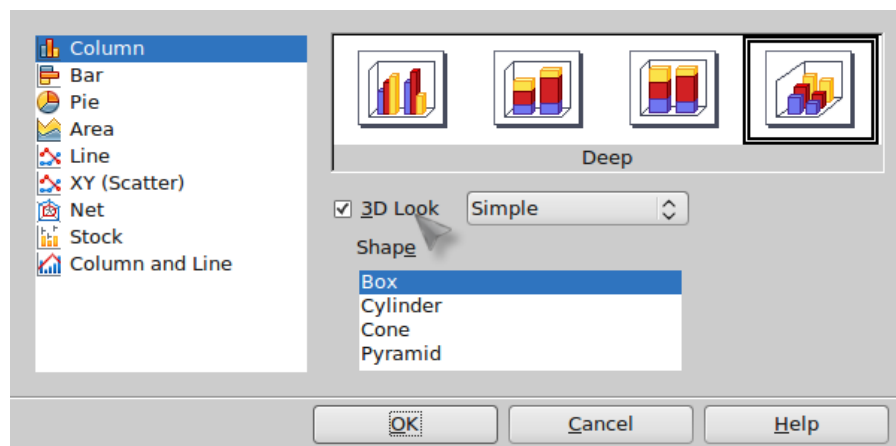 Column
Bar
Pie
Area
Line
XY (Scatter)
Net
Stock
Column and Line
Deep
3D Look Simple
Shape
Box
Cylinder
Cone
Pyramid
OK Cancel Help